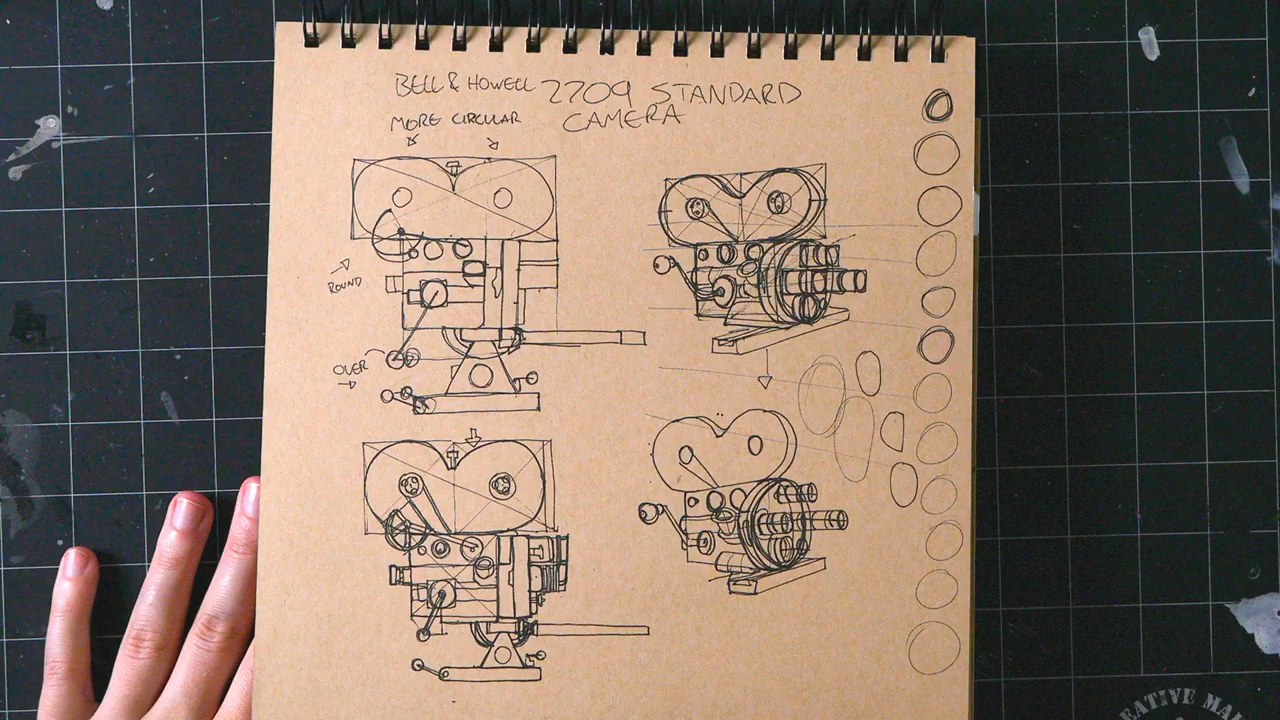 BELL & HOWELL 2709 STANDARD
CAMERA
MORE CIRCULAR
ROUND
OVER